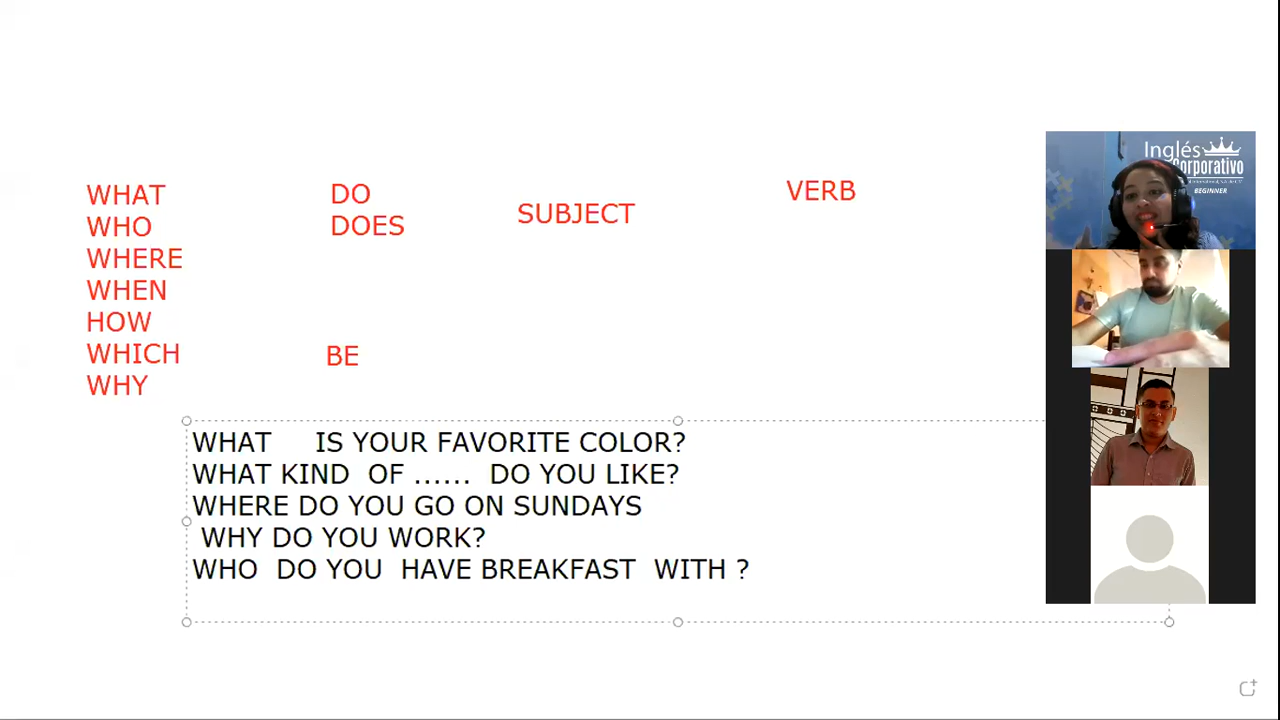 WHAT
WHO
WHERE
WHEN
HOW
WHICH
WHY
DO
DOES
BE
SUBJECT
VERB
WHAT IS YOUR FAVORITE COLOR?
WHAT KIND OF ...... DO YOU LIKE?
WHERE DO YOU GO ON SUNDAYS
WHY DO YOU WORK?
WHO DO YOU HAVE BREAKFAST WITH ?
Inglés
Corporativo
BEGINNER